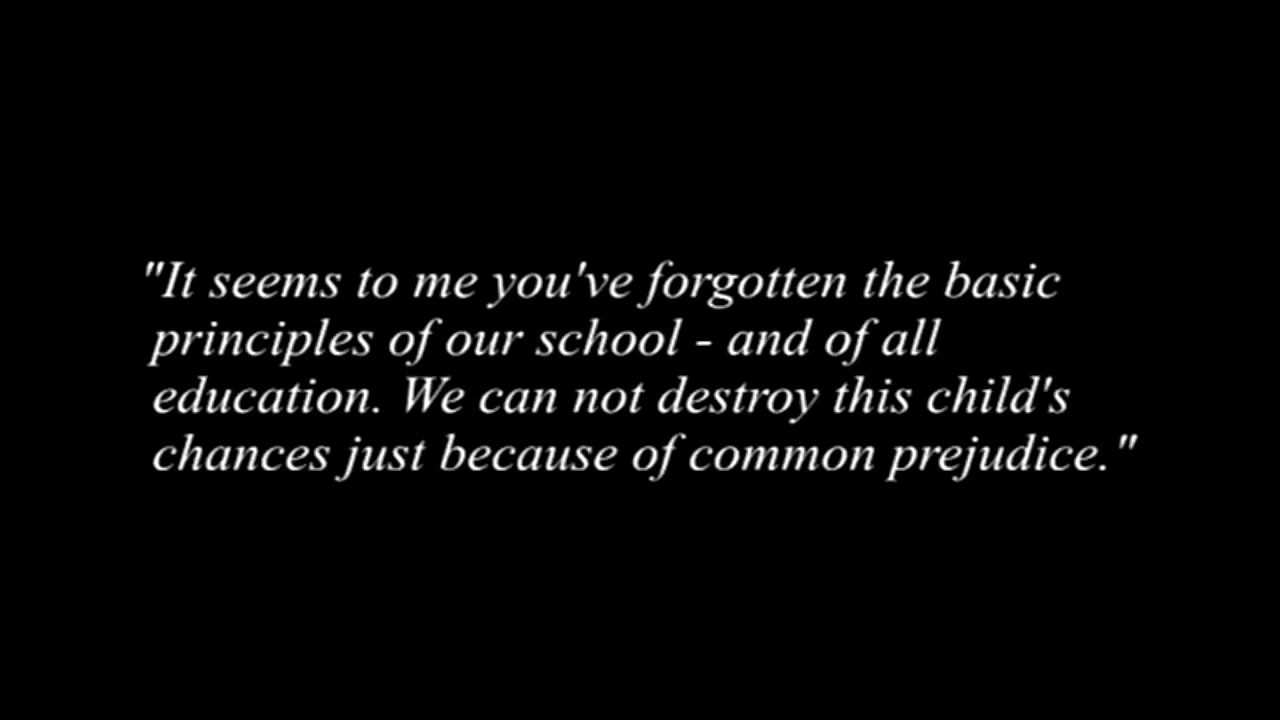 "It seems to me you've forgotten the basic
principles of our school - and of all
education. We can not destroy this child's
chances just because of common prejudice."